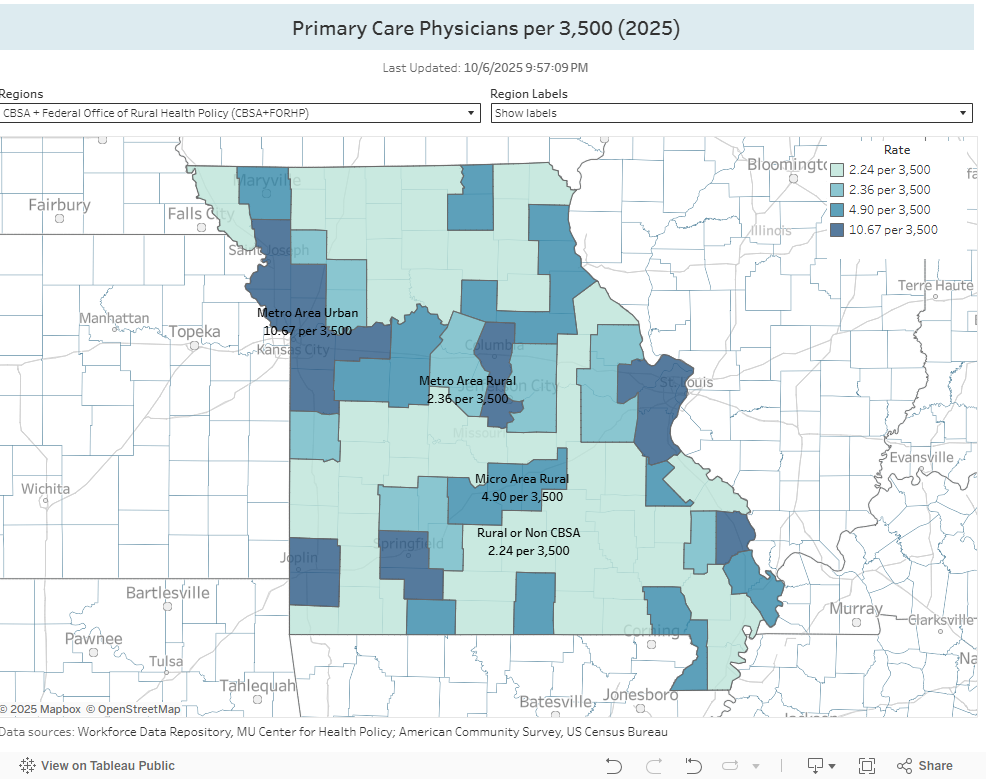 Primary Care Physicians per 3,500 (2025)
Last Updated: 10/6/2025 9:57:09 PM
Regions
Region Labels
CBSA + Federal Office of Rural Health Policy (CBSA+FORHP)
Show labels
Rate
2.24 per 3,500
2.36 per 3,500
4.90 per 3,500
10.67 per 3,500
Bloomingto
Maryville
Fairbury
Falls City
Illinois
Saint Joseph
Terre Haute
Metro Area Urban
10.67 per 3,500
Manhattan
Topeka
Kansas City
Columbia
Metro Area Rural
2.36 per 3,500
Jefferson City
St. Louis
Missouri
Evansville
Wichita
Micro Area Rural
4.90 per 3,500
Rural or Non CBSA
2.24 per 3,500
Springfield
Joplin
Bartlesville
Murray
Clarksville
Pawnee
Corning
Tulsa
Na
Tahlequah
Batesville
Jonesboro
© 2025 Mapbox © OpenStreetMap
Data sources: Workforce Data Repository, MU Center for Health Policy; American Community Survey, US Census Bureau
View on Tableau Public
Share